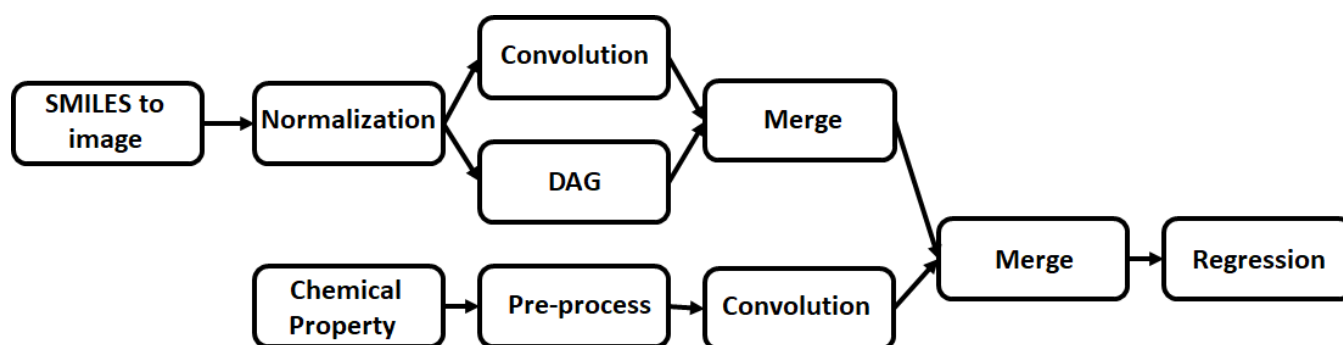 SMILES to
image
Normalization
Convolution
DAG
Merge
Chemical
Property
Pre-process
Convolution
Merge
Regression